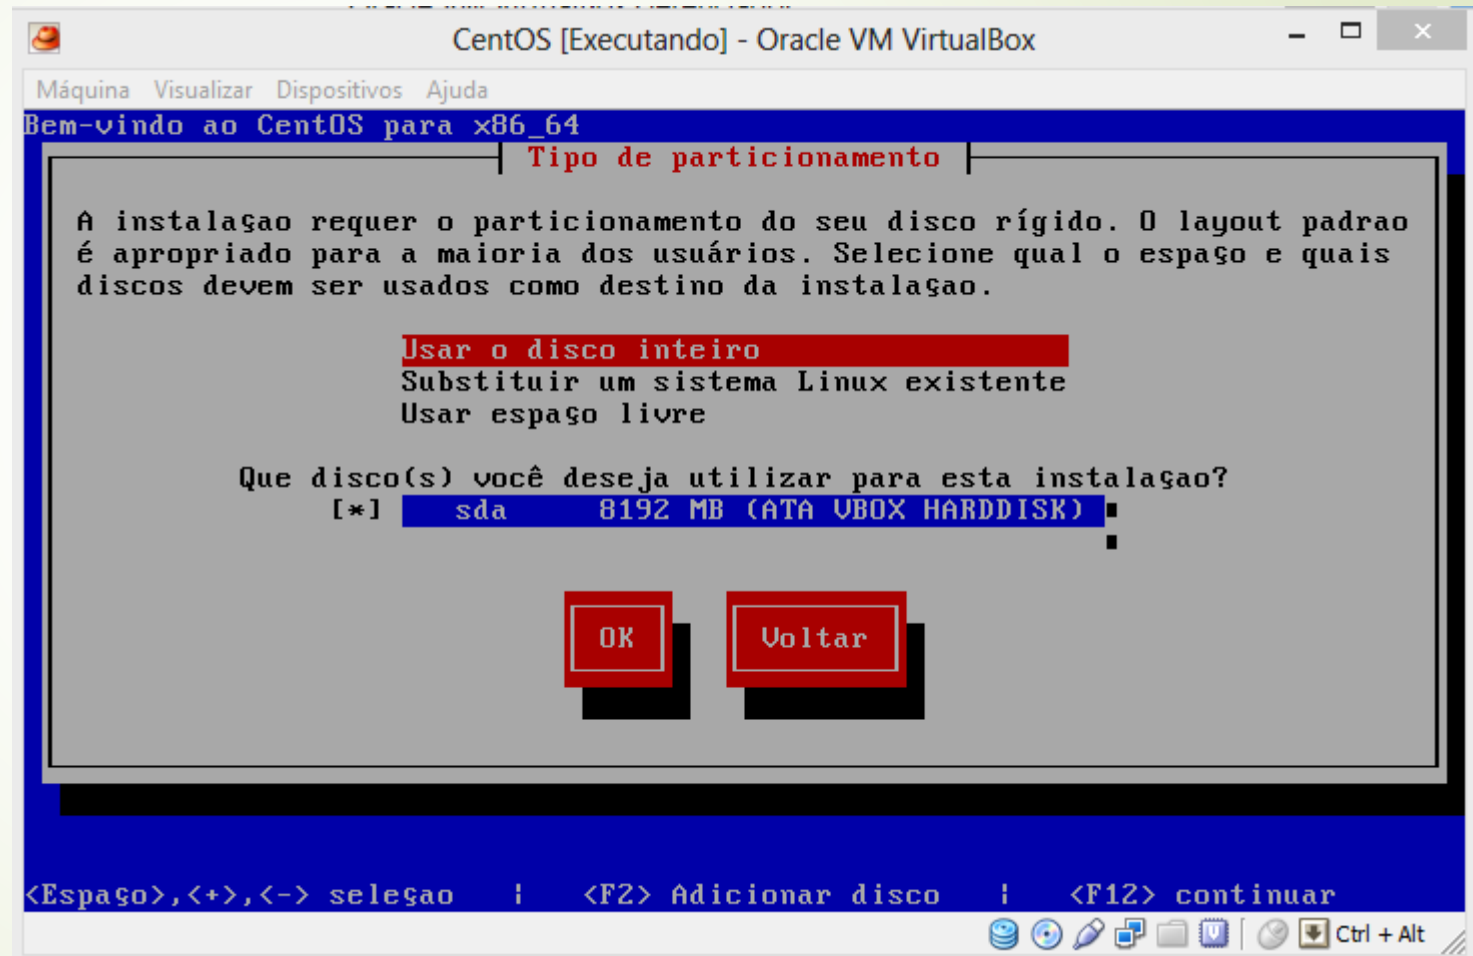 CentOS [Executando] - Oracle VM VirtualBox
Máquina Visualizar Dispositivos Ajuda
Bem-vindo ao CentOS para x86_64
Tipo de particionamento
A instalaçao requer o particionamento do seu disco rígido. O layout padrao
é apropriado para a maioria dos usuários. Selecione qual o espaço e quais
discos devem ser usados como destino da instalaçao.
Usar o disco inteiro
Substituir um sistema Linux existente
Usar espaço livre
Que disco(s) você deseja utilizar para esta instalaçao?
[*] sda 8192 MB (ATA VBOX HARDDISK)
OK Voltar
<Espaço>,<+>,<-> seleçao | <F2> Adicionar disco | <F12> continuar
Ctrl + Alt